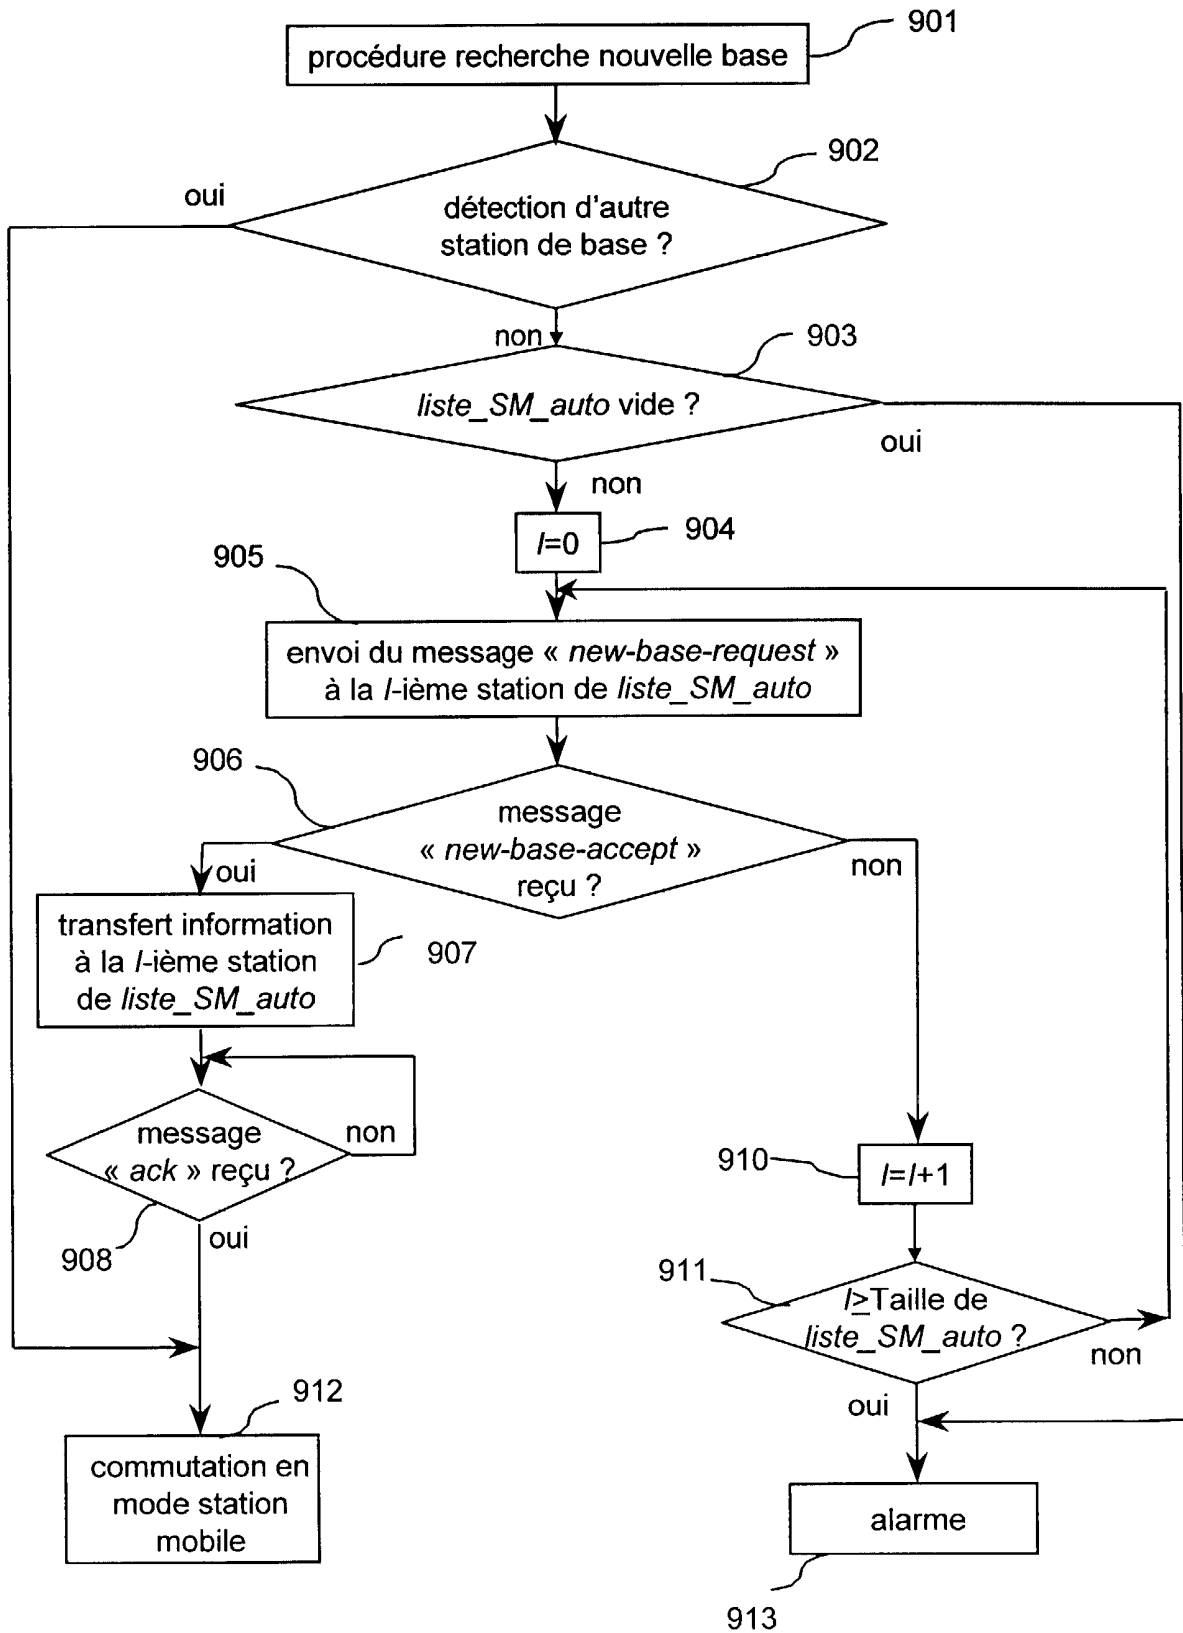 901
procédure recherche nouvelle base
902
oui
détection d'autre
station de base ?
non
903
liste_SM_auto vide ?
oui
non
904
l=0
905
envoi du message « new-base-request »
à la l-ième station de liste_SM_auto
906
message
« new-base-accept »
reçu ?
oui
non
transfert information
à la l-ième station
de liste_SM_auto
907
message
« ack » reçu ?
non
908
oui
910
l=l+1
911
l≥Taille de
liste_SM_auto ?
non
oui
912
commutation en
mode station
mobile
alarme
913